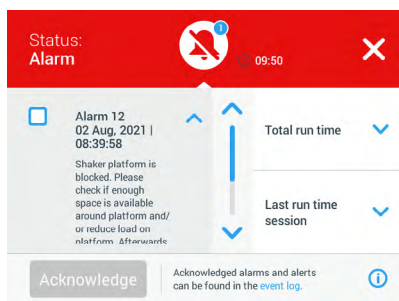 Status:
Alarm
1
09:50
Alarm 12
02 Aug, 2021 |
08:39:58
Shaker platform is
blocked. Please
check if enough
space is available
around platform and/
or reduce load on
platform. Afterwards
Total run time
Last run time
session
Acknowledge
Acknowledged alarms and alerts
can be found in the event log.